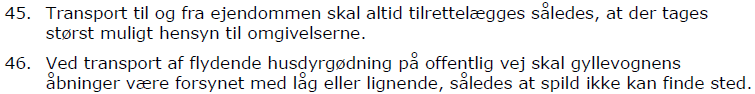 45. Transport til og fra ejendommen skal altid tilrettelægges således, at der tages
størst muligt hensyn til omgivelserne.
46. Ved transport af flydende husdyrgødning på offentlig vej skal gyllevognens
åbninger være forsynet med låg eller lignende, således at spild ikke kan finde sted.